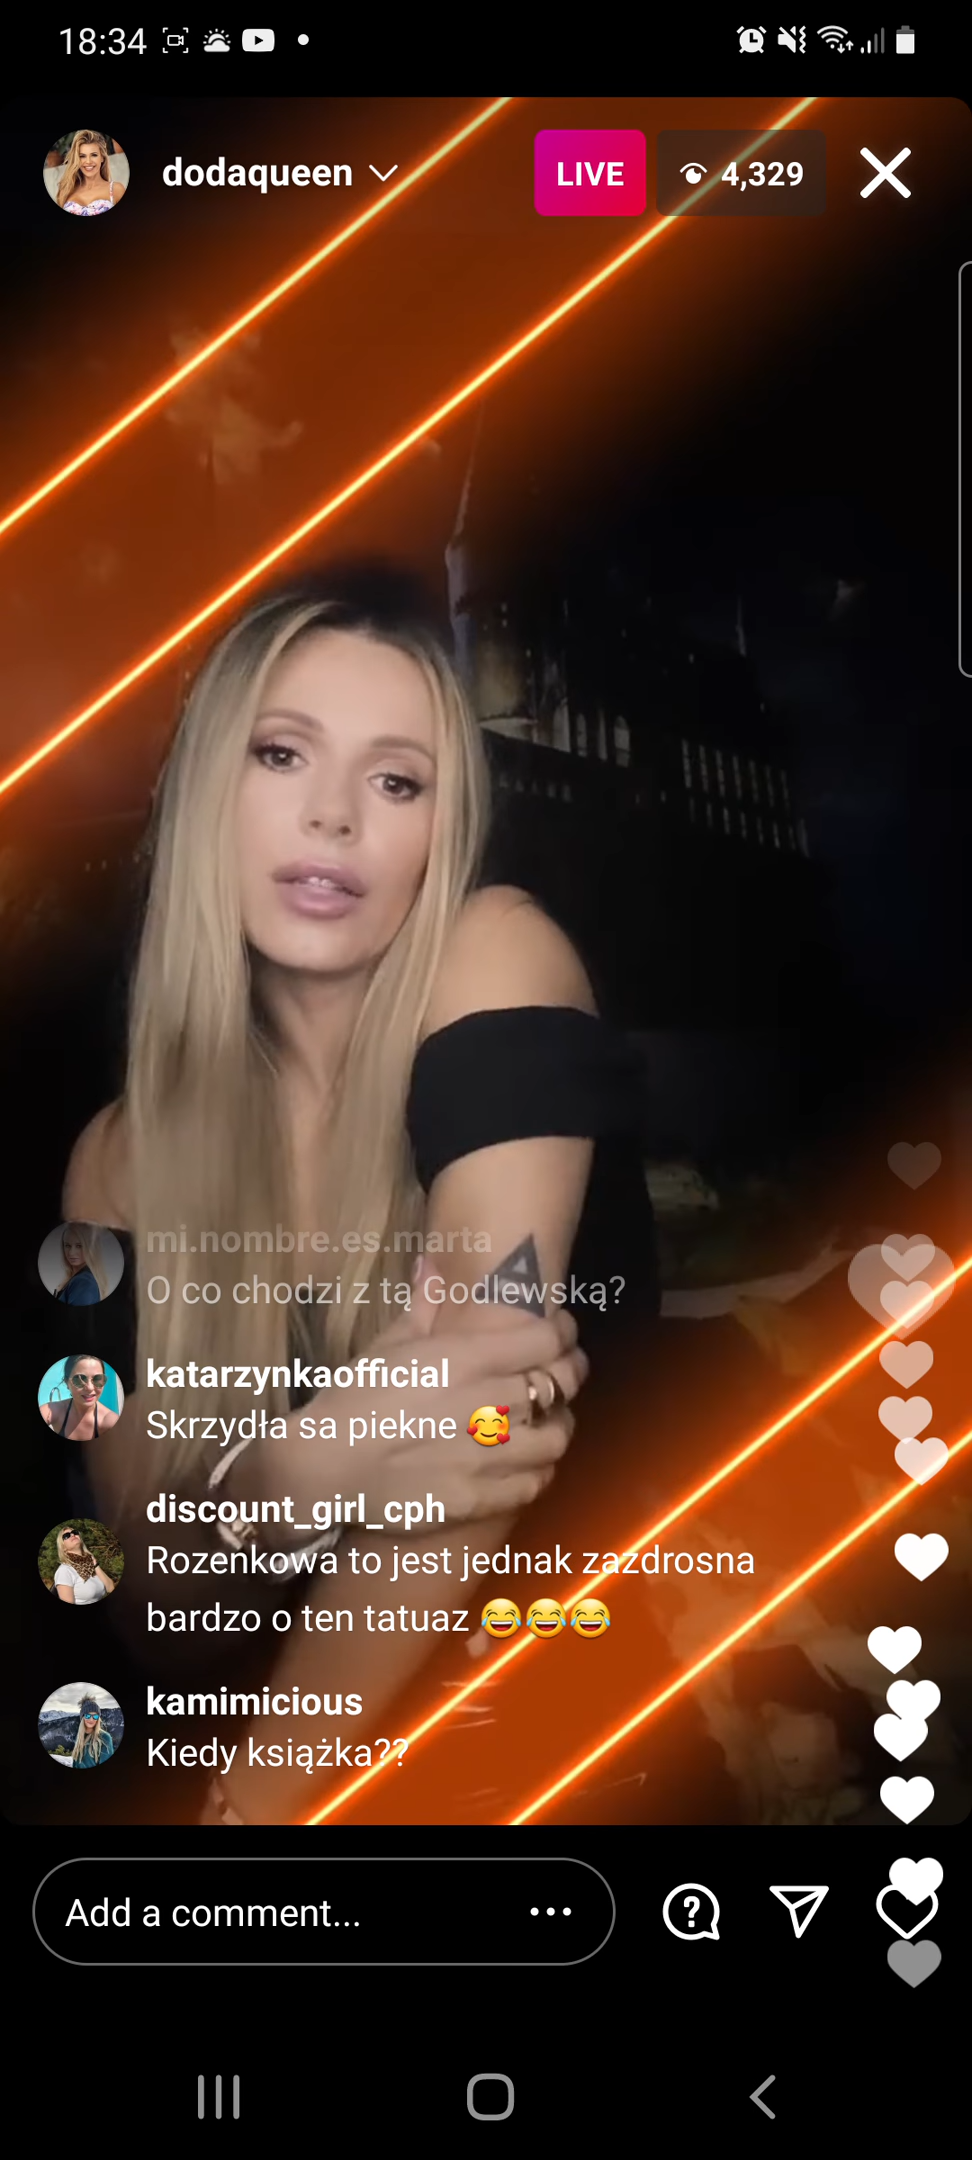 18:34
dodaqueen
LIVE
4,329
mi.nombre.es.marta
O co chodzi z tą Godlewską?
katarzynkaofficial
Skrzydła sa piekne 🥰
discount_girl_cph
Rozenkowa to jest jednak zazdrosna
bardzo o ten tatuaz 😂😂😂
kamimicious
Kiedy książka??
Add a comment...